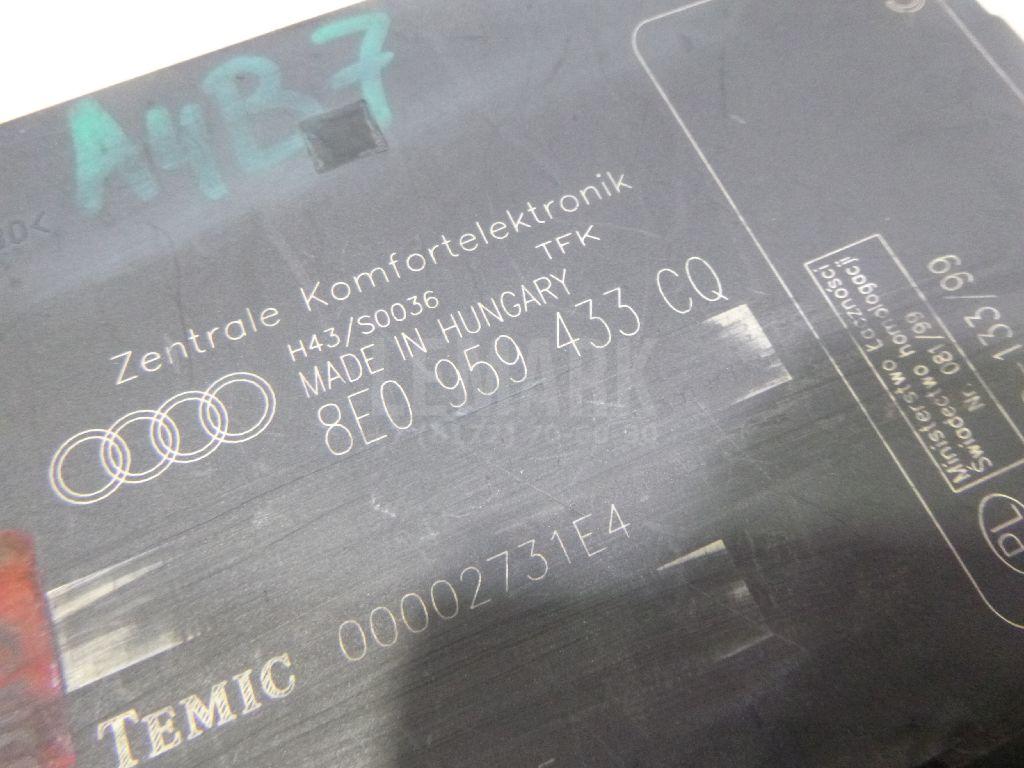 A4B7
Zentrale Komfortelektronik
H43/S0036 TFK
MADE IN HUNGARY
8E0 959 433 CQ
00002731E4
TEMIC
133/99
Ministerstwo Łączności
Świadectwo homologacji
Nr. 081/99
PL
LEMARK